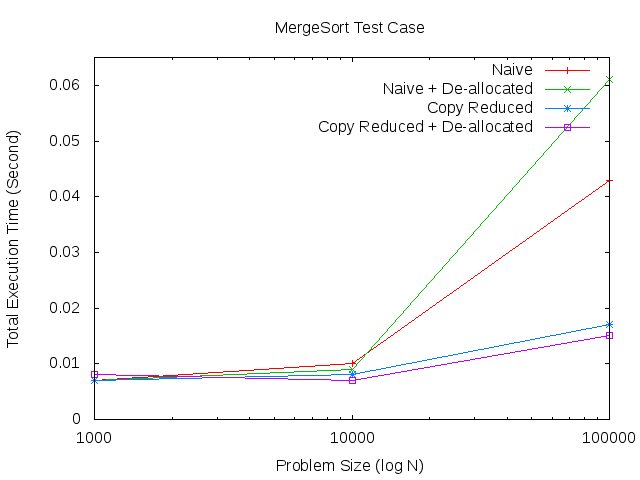 MergeSort Test Case
Naive
Naive + De-allocated
Copy Reduced
Copy Reduced + De-allocated
Total Execution Time (Second)
0.06
0.05
0.04
0.03
0.02
0.01
0
1000
10000
100000
Problem Size (log N)